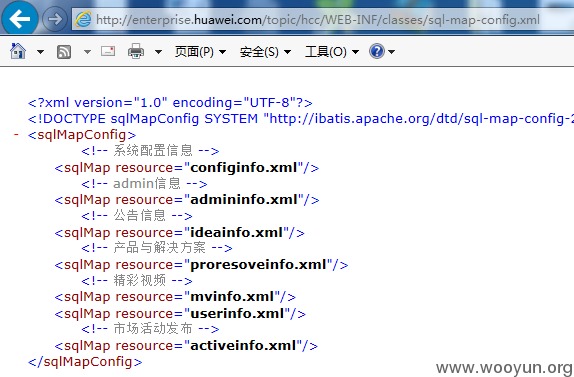 http://enterprise.huawei.com/topic/hcc/WEB-INF/classes/sql-map-config.xml
页面(P) 安全(S) 工具(O)
<?xml version="1.0" encoding="UTF-8"?>
<!DOCTYPE sqlMapConfig SYSTEM "http://ibatis.apache.org/dtd/sql-map-config-2
- <sqlMapConfig>
<!-- 系统配置信息 -->
<sqlMap resource="configinfo.xml"/>
<!-- admin信息 -->
<sqlMap resource="admininfo.xml"/>
<!-- 公告信息 -->
<sqlMap resource="ideainfo.xml"/>
<!-- 产品与解决方案 -->
<sqlMap resource="proresoveinfo.xml"/>
<!-- 精彩视频 -->
<sqlMap resource="mvinfo.xml"/>
<sqlMap resource="userinfo.xml"/>
<!-- 市场活动发布 -->
<sqlMap resource="activeinfo.xml"/>
</sqlMapConfig>
www.wooyun.org